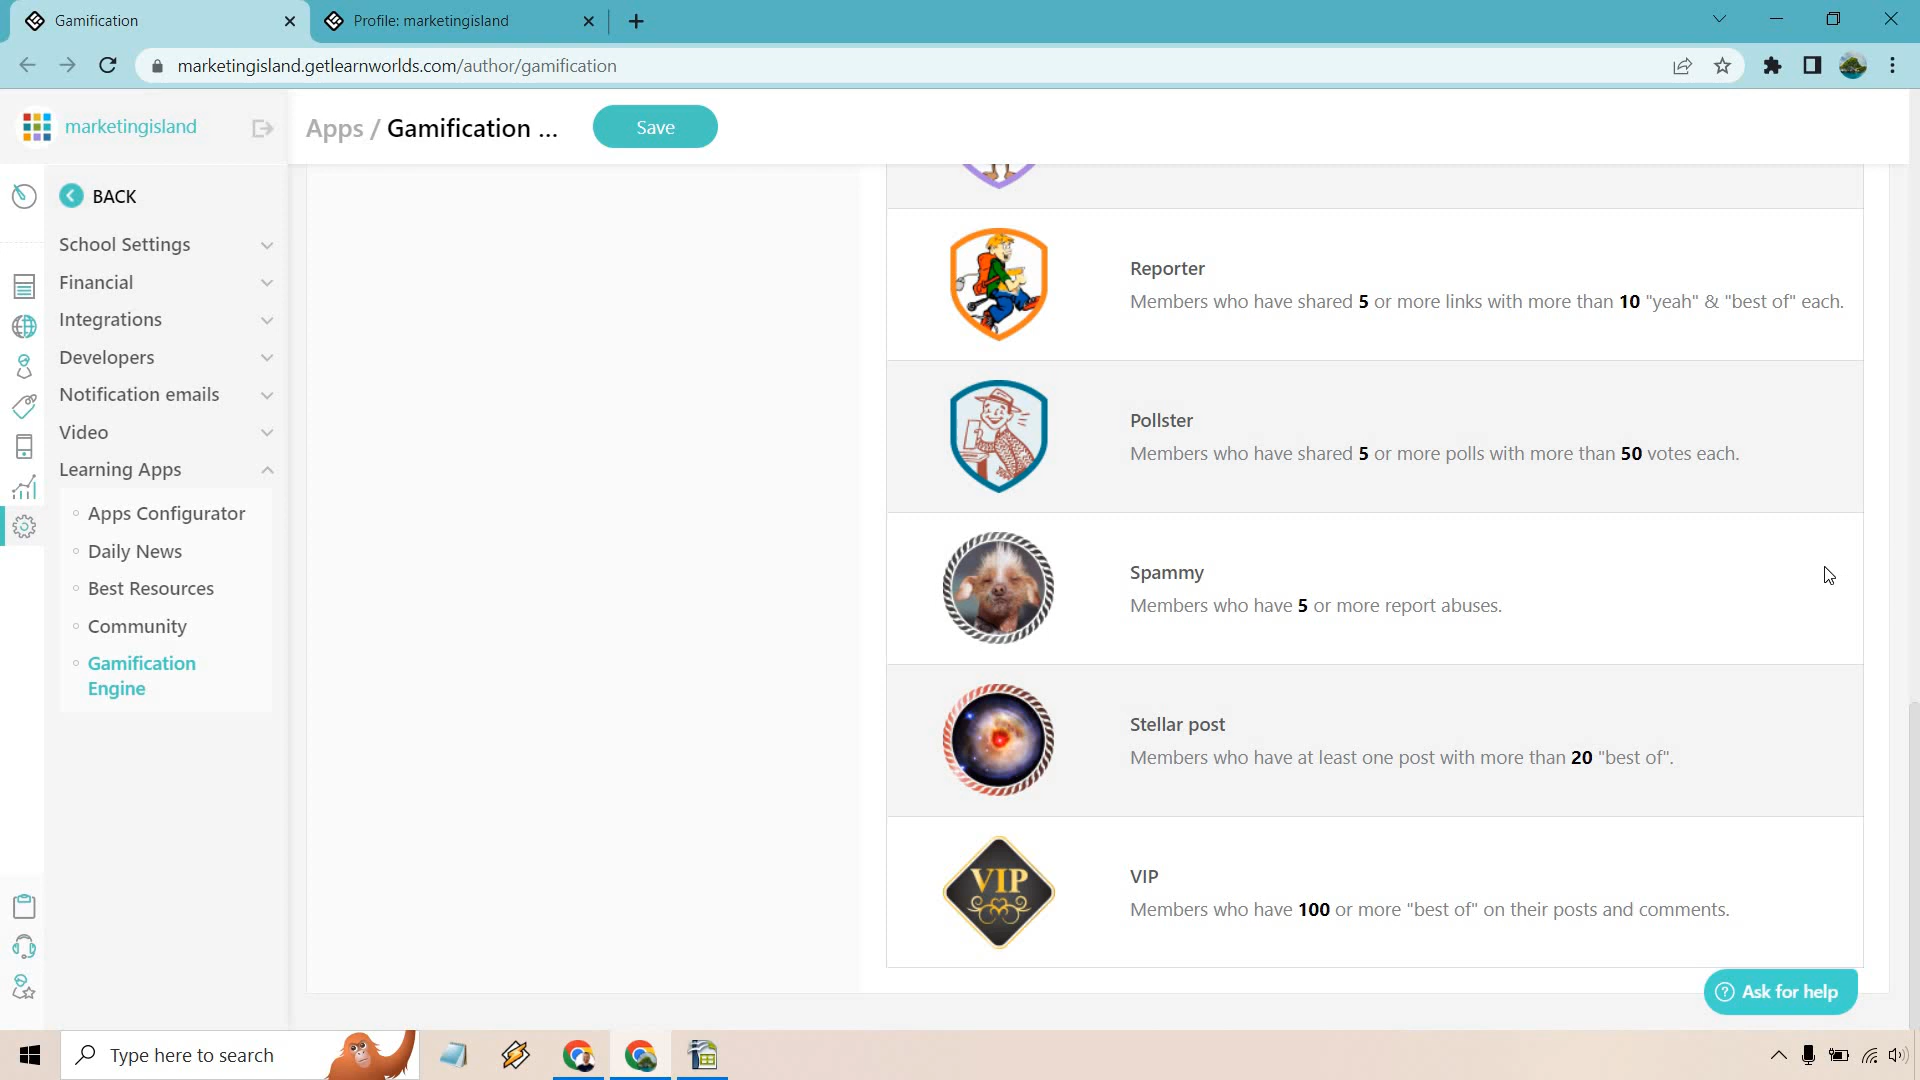 Gamification
Profile: marketingisland
marketingisland.getlearnworlds.com/author/gamification
marketingisland
Apps / Gamification ...
Save
BACK
School Settings
Financial
Integrations
Developers
Notification emails
Video
Learning Apps
Apps Configurator
Daily News
Best Resources
Community
Gamification
Engine
Reporter
Members who have shared 5 or more links with more than 10 "yeah" & "best of" each.
Pollster
Members who have shared 5 or more polls with more than 50 votes each.
Spammy
Members who have 5 or more report abuses.
Stellar post
Members who have at least one post with more than 20 "best of".
VIP
VIP
Members who have 100 or more "best of" on their posts and comments.
Ask for help
Type here to search